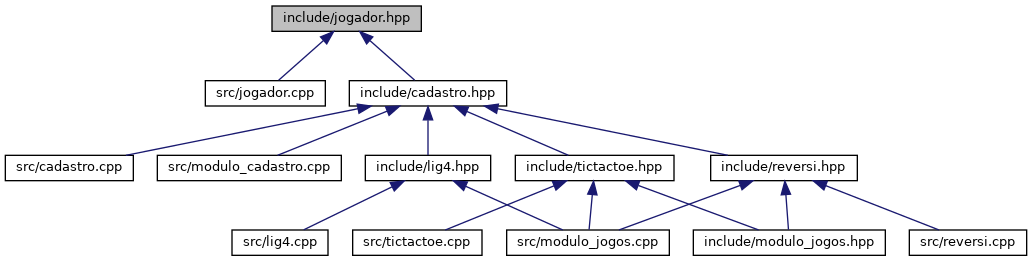 include/jogador.hpp
src/jogador.cpp
include/cadastro.hpp
src/cadastro.cpp
src/modulo_cadastro.cpp
include/lig4.hpp
include/tictactoe.hpp
include/reversi.hpp
src/lig4.cpp
src/tictactoe.cpp
src/modulo_jogos.cpp
include/modulo_jogos.hpp
src/reversi.cpp